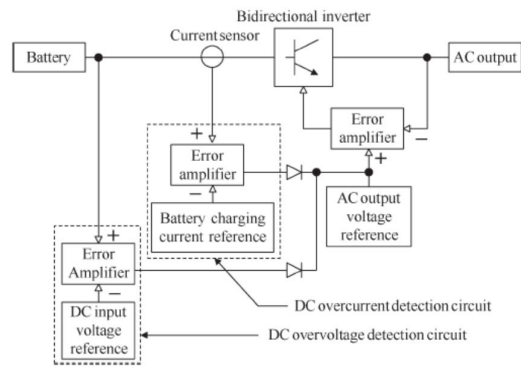 Bidirectional inverter
Current sensor
Battery
AC output
Error
amplifier
−
+
+
Error
amplifier
−
Battery charging
current reference
AC output
voltage
reference
+
Error
Amplifier
−
DC input
voltage
reference
DC overcurrent detection circuit
DC overvoltage detection circuit